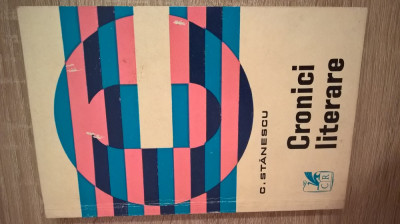 C. STĂNESCU
Cronici
literare
CR